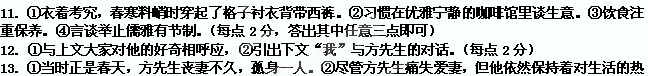 11. ①衣着考究，春寒料峭时穿起了格子衬衣背带西裤。②习惯在优雅宁静的咖啡馆里谈生意。③饮食注
重保养。④言谈举止儒雅有节制。（每点 2 分，答出其中任意三点即可）
12. ①与上文大家对他的好奇相呼应，②引出下文“我”与方先生的对话。（每点 2 分）
13. ①当时正是春天，方先生丧妻不久，孤身一人。②尽管方先生痛失爱妻，但他依然保持着对生活的热